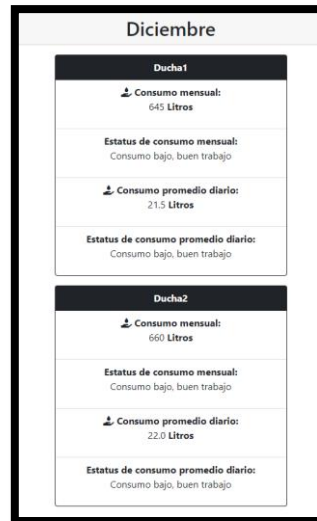 Diciembre
Ducha1
Consumo mensual:
645 Litros
Estatus de consumo mensual:
Consumo bajo, buen trabajo
Consumo promedio diario:
21.5 Litros
Estatus de consumo promedio diario:
Consumo bajo, buen trabajo
Ducha2
Consumo mensual:
660 Litros
Estatus de consumo mensual:
Consumo bajo, buen trabajo
Consumo promedio diario:
22.0 Litros
Estatus de consumo promedio diario:
Consumo bajo, buen trabajo